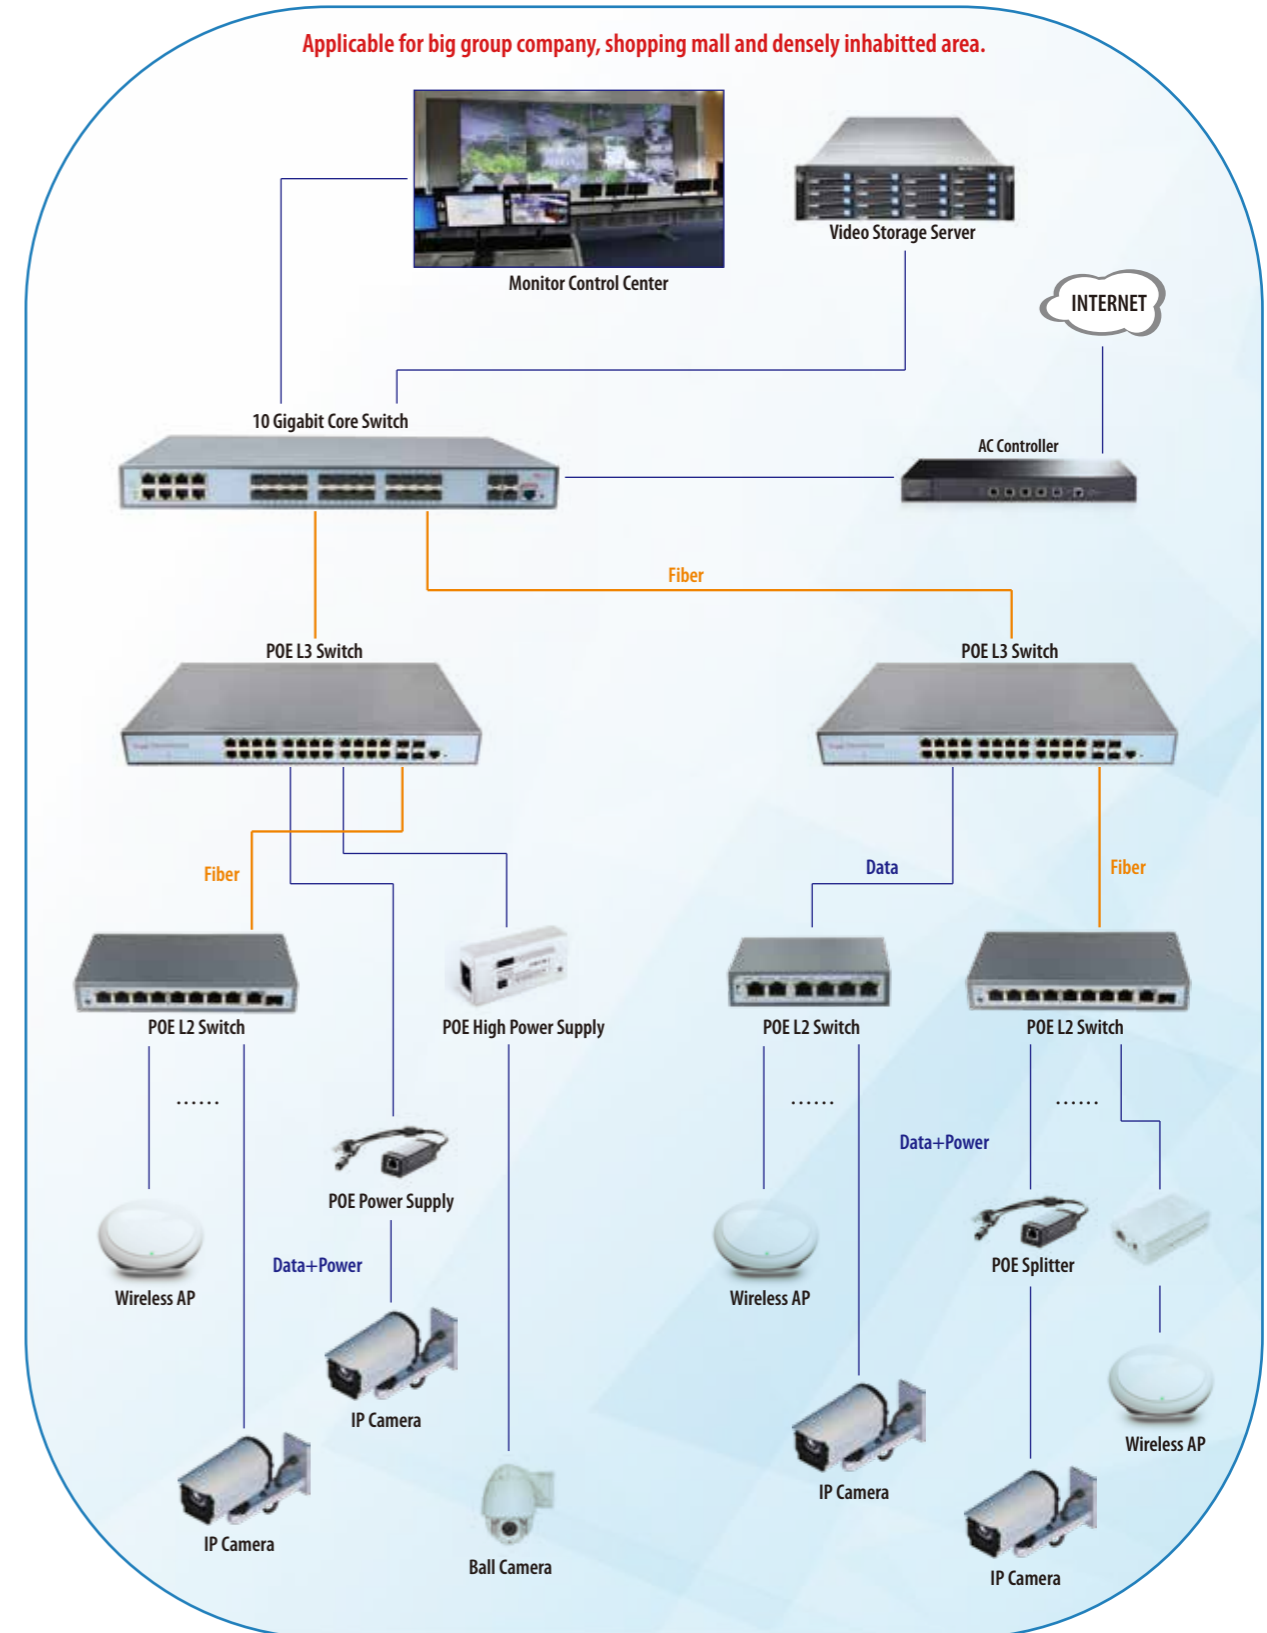 Applicable for big group company, shopping mall and densely inhabitted area.
Monitor Control Center
Video Storage Server
INTERNET
10 Gigabit Core Switch
AC Controller
Fiber
POE L3 Switch
POE L3 Switch
Fiber
Data
Fiber
POE L2 Switch
POE High Power Supply
POE L2 Switch
POE L2 Switch
......
......
......
Data+Power
POE Power Supply
Data+Power
POE Splitter
Wireless AP
Wireless AP
IP Camera
Wireless AP
IP Camera
IP Camera
Ball Camera
IP Camera